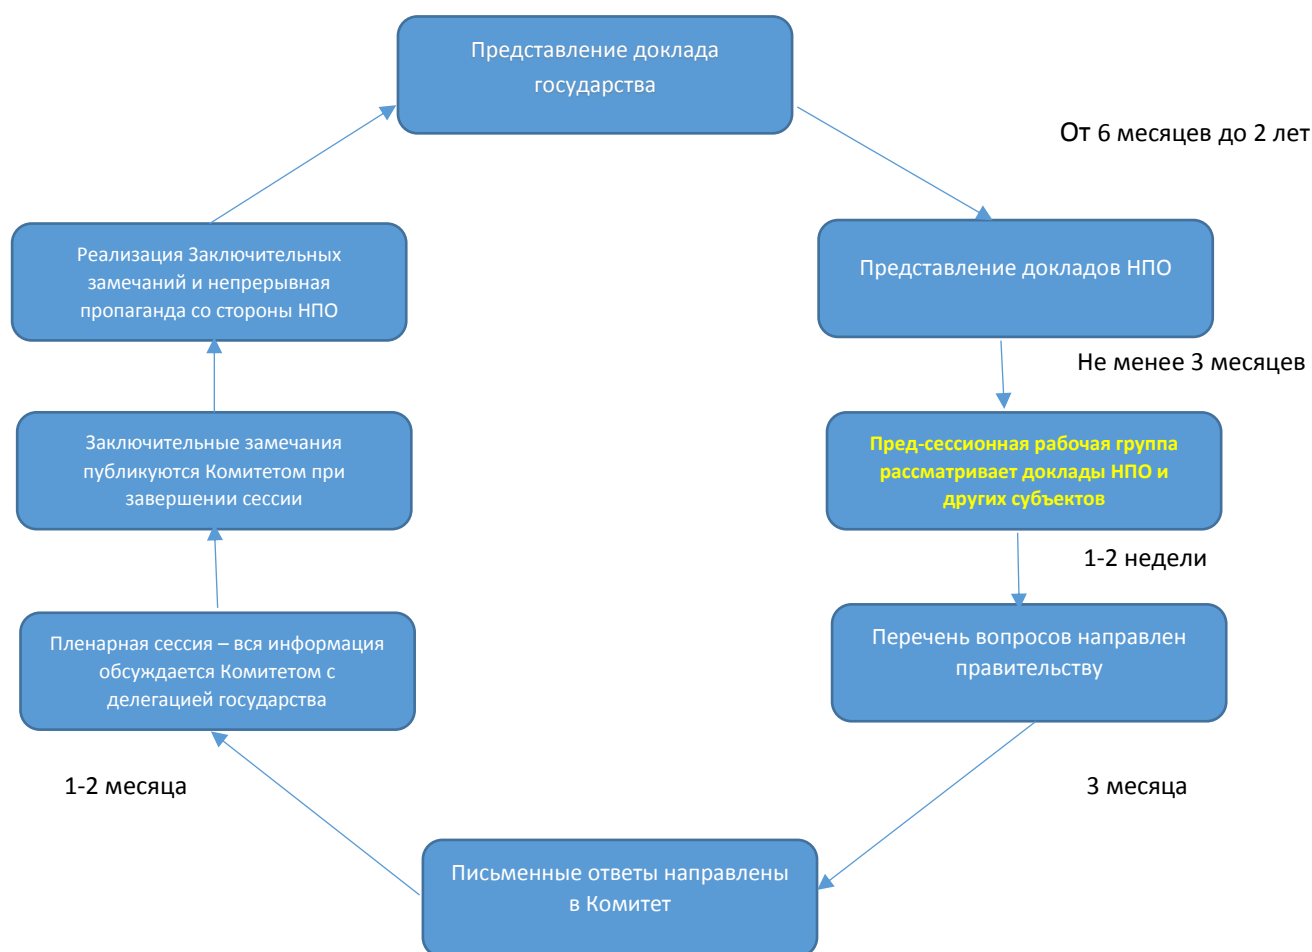 Представление доклада
государства
От 6 месяцев до 2 лет
Представление докладов НПО
Не менее 3 месяцев
Пред-сессионная рабочая группа
рассматривает доклады НПО и
других субъектов
1-2 недели
Перечень вопросов направлен
правительству
3 месяца
Письменные ответы направлены
в Комитет
1-2 месяца
Пленарная сессия – вся информация
обсуждается Комитетом с
делегацией государства
Заключительные замечания
публикуются Комитетом при
завершении сессии
Реализация Заключительных
замечаний и непрерывная
пропаганда со стороны НПО